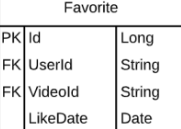 Favorite
PK Id Long
FK UserId String
FK VideoId String
LikeDate Date